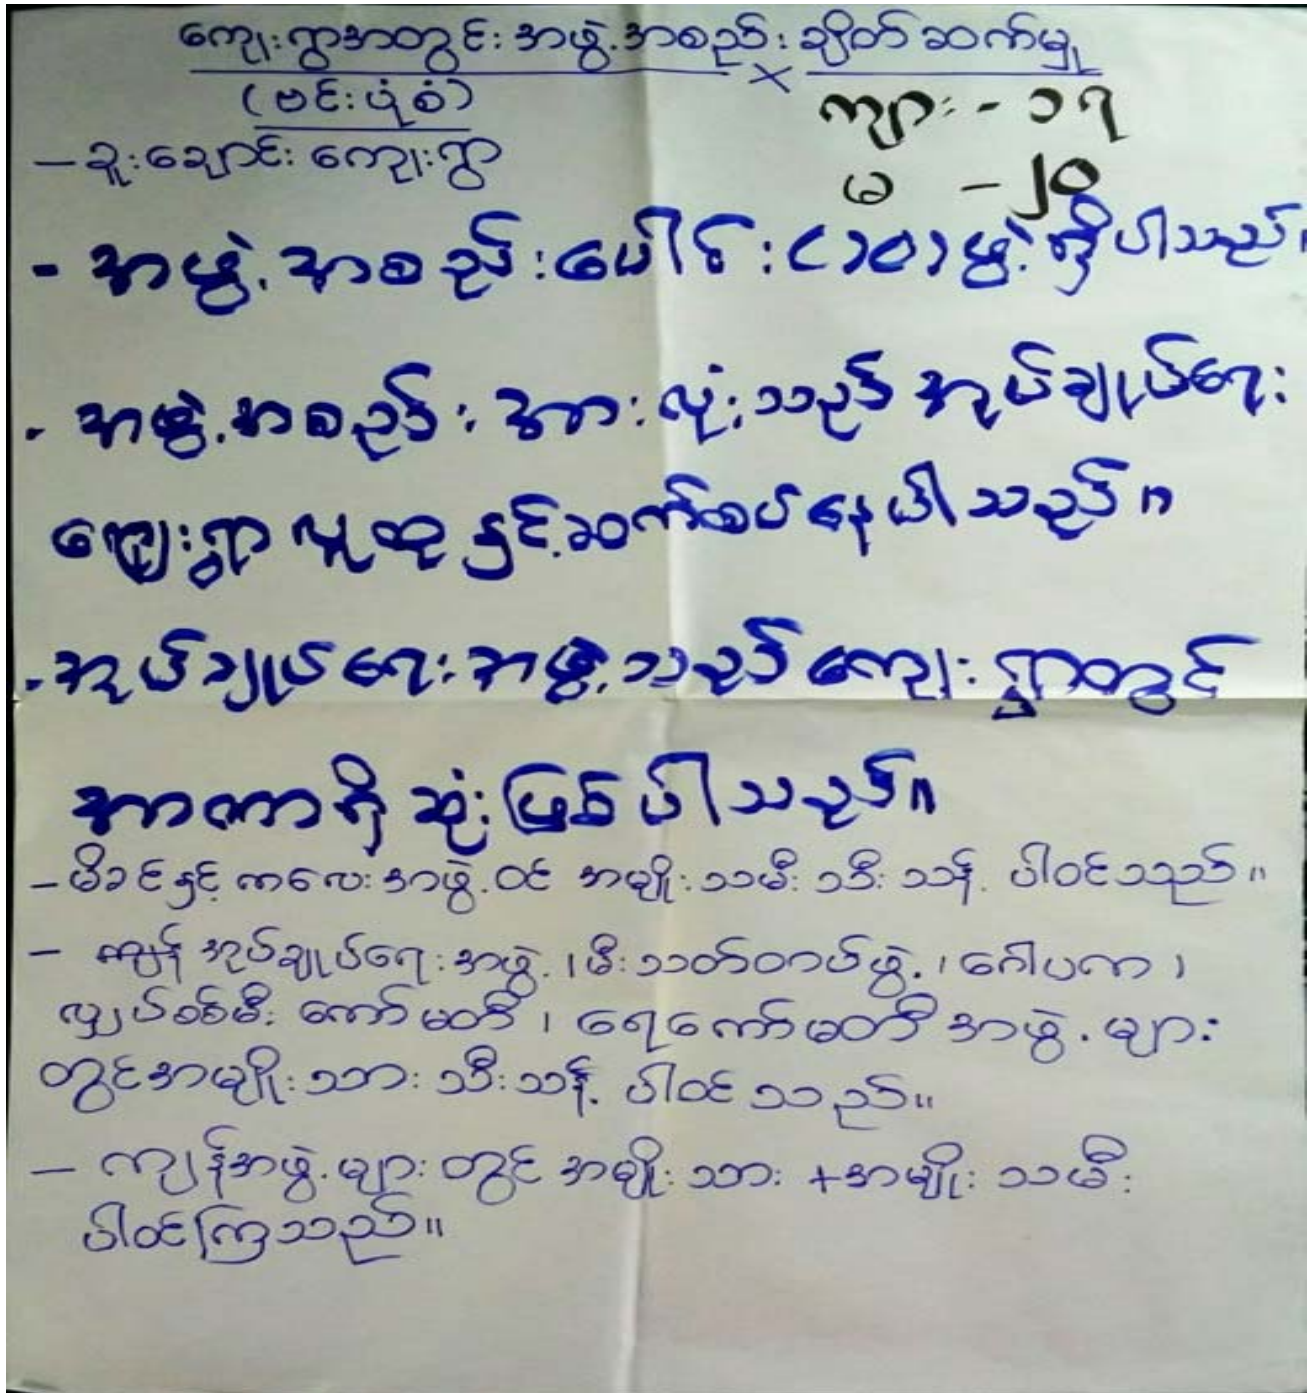 ကျေးရွာအတွင်း အဖွဲ့အစည်း ချိတ်ဆက်မှု
(ဗင်းပုံစံ)
ကျား - ၁၇
– ခူးချောင်း ကျေးရွာ
မ – ၂၀
- အဖွဲ့အစည်းပေါင်း (၁၀) ဖွဲ့ရှိပါသည်။
- အဖွဲ့အစည်း အားလုံးသည် အုပ်ချုပ်ရေး
ကျေးရွာ လူထု နှင့်ဆက်စပ်နေပါသည်။
- အုပ်ချုပ်ရေးအဖွဲ့သည် ကျေးရွာတွင်
အာဏာရှိဆုံးဖြစ်ပါသည်။
– မိခင်နှင့် ကလေးအဖွဲ့ဝင် အမျိုးသမီးသီးသန့် ပါဝင်သည်။
– ကျန် အုပ်ချုပ်ရေးအဖွဲ့၊ မီးသတ်တပ်ဖွဲ့၊ ဂေါပက၊
လျှပ်စစ်မီး ကော်မတီ၊ ရေကော်မတီ အဖွဲ့များ
တွင်အမျိုးသားသီးသန့် ပါဝင်သည်။
– ကျန်အဖွဲ့များတွင် အမျိုးသား + အမျိုးသမီး
ပါဝင်ကြသည်။